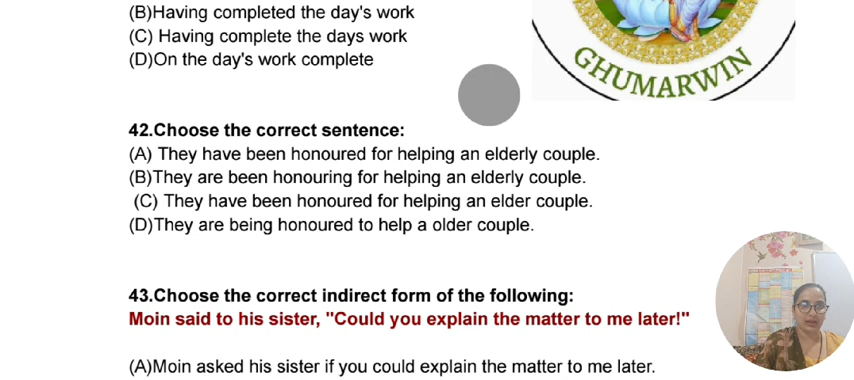 (B)Having completed the day's work
(C) Having complete the days work
(D)On the day's work complete
GHUMARWIN
42.Choose the correct sentence:
(A) They have been honoured for helping an elderly couple.
(B)They are been honouring for helping an elderly couple.
(C) They have been honoured for helping an elder couple.
(D)They are being honoured to help a older couple.
43.Choose the correct indirect form of the following:
Moin said to his sister, "Could you explain the matter to me later!"
(A)Moin asked his sister if you could explain the matter to me later.